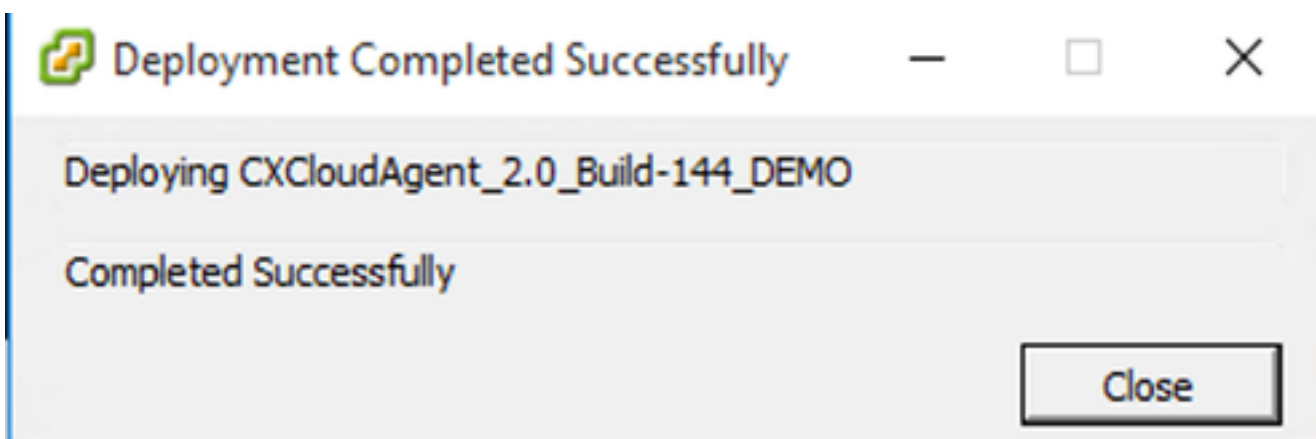 Deployment Completed Successfully
Deploying CXCloudAgent_2.0_Build-144_DEMO
Completed Successfully
Close